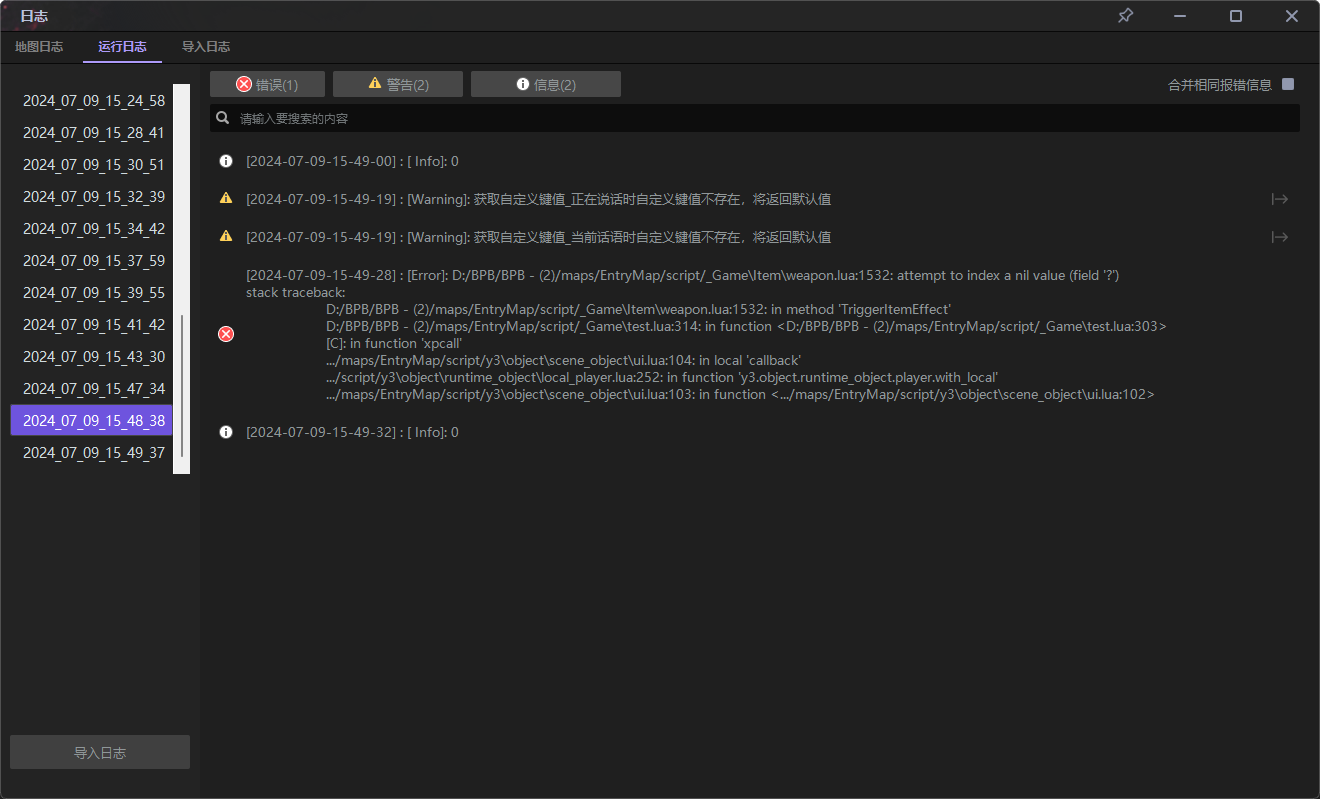 日志
地图日志 运行日志 导入日志
2024_07_09_15_24_58
2024_07_09_15_28_41
2024_07_09_15_30_51
2024_07_09_15_32_39
2024_07_09_15_34_42
2024_07_09_15_37_59
2024_07_09_15_39_55
2024_07_09_15_41_42
2024_07_09_15_43_30
2024_07_09_15_47_34
2024_07_09_15_48_38
2024_07_09_15_49_37
导入日志
错误(1) 警告(2) 信息(2) 合并相同报错信息
请输入要搜索的内容
[2024-07-09-15-49-00] : [ Info]: 0
[2024-07-09-15-49-19] : [Warning]: 获取自定义键值_正在说话时自定义键值不存在，将返回默认值
[2024-07-09-15-49-19] : [Warning]: 获取自定义键值_当前话语时自定义键值不存在，将返回默认值
[2024-07-09-15-49-28] : [Error]: D:/BPB/BPB - (2)/maps/EntryMap/script/_Game\Item\weapon.lua:1532: attempt to index a nil value (field '?')
stack traceback:
D:/BPB/BPB - (2)/maps/EntryMap/script/_Game\Item\weapon.lua:1532: in method 'TriggerItemEffect'
D:/BPB/BPB - (2)/maps/EntryMap/script/_Game\test.lua:314: in function <D:/BPB/BPB - (2)/maps/EntryMap/script/_Game\test.lua:303>
[C]: in function 'xpcall'
.../maps/EntryMap/script/y3\object\scene_object\ui.lua:104: in local 'callback'
.../script/y3\object\runtime_object\local_player.lua:252: in function 'y3.object.runtime_object.player.with_local'
.../maps/EntryMap/script/y3\object\scene_object\ui.lua:103: in function <.../maps/EntryMap/script/y3\object\scene_object\ui.lua:102>
[2024-07-09-15-49-32] : [ Info]: 0